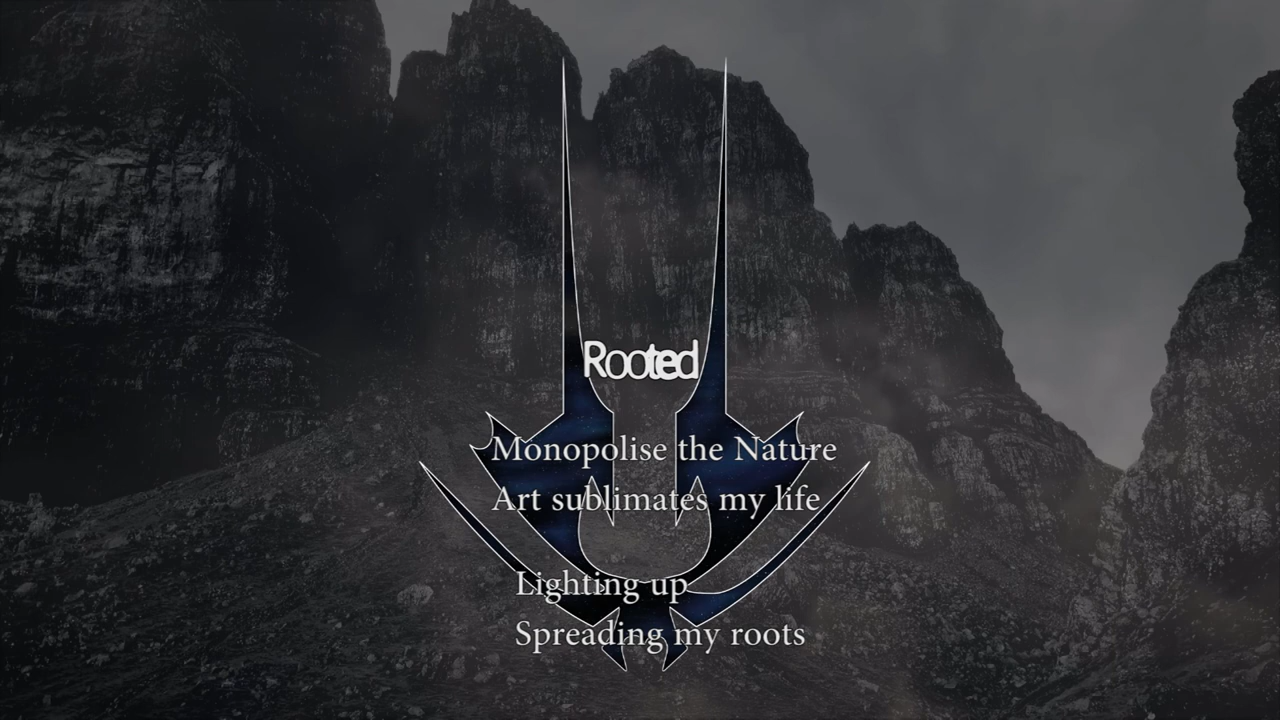 Rooted
Monopolise the Nature
Art sublimates my life
Lighting up
Spreading my roots